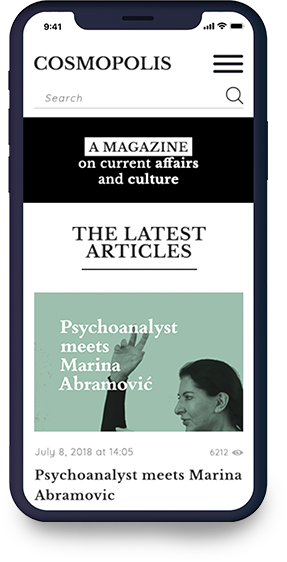 9:41
COSMOPOLIS
Search
A MAGAZINE
on current affairs
and culture
THE LATEST
ARTICLES
Psychoanalyst
meets
Marina
Abramović
July 8, 2018 at 14:05
6212
Psychoanalyst meets Marina
Abramovic